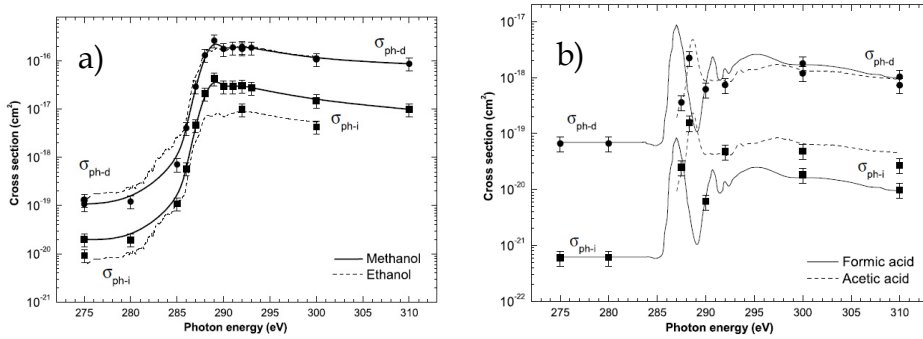 a)
Cross section (cm²)
10⁻¹⁶
10⁻¹⁷
10⁻¹⁸
10⁻¹⁹
10⁻²⁰
10⁻²¹
σph-d
σph-i
σph-d
σph-i
Methanol
Ethanol
275 280 285 290 295 300 305 310
Photon energy (eV)
b)
Cross section (cm²)
10⁻¹⁷
10⁻¹⁸
10⁻¹⁹
10⁻²⁰
10⁻²¹
10⁻²²
σph-d
σph-d
σph-i
σph-i
Formic acid
Acetic acid
275 280 285 290 295 300 305 310
Photon energy (eV)